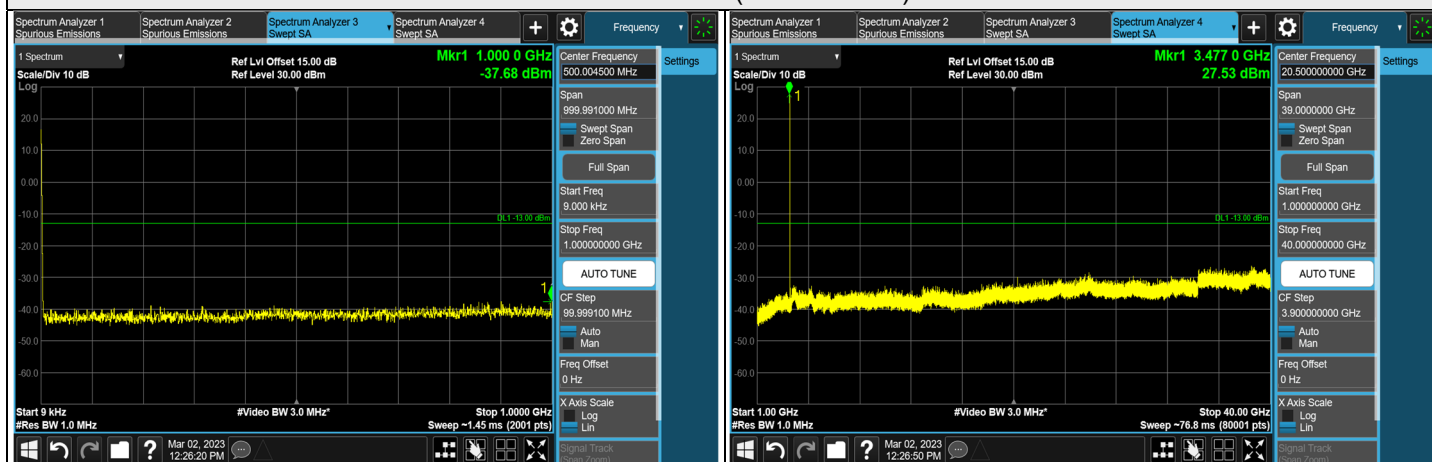 Spectrum Analyzer 1
Spurious Emissions
Spectrum Analyzer 2
Spurious Emissions
Spectrum Analyzer 3
Swept SA
Spectrum Analyzer 4
Swept SA
+
Frequency
1 Spectrum
Scale/Div 10 dB
Log
Ref Lvl Offset 15.00 dB
Ref Level 30.00 dBm
Mkr1 1.000 0 GHz
-37.68 dBm
20.0
10.0
0.00
-10.0
-20.0
-30.0
-40.0
-50.0
-60.0
DL1 -13.00 dBm
1
Start 9 kHz
#Res BW 1.0 MHz
#Video BW 3.0 MHz*
Stop 1.0000 GHz
Sweep ~1.45 ms (2001 pts)
Center Frequency
500.004500 MHz
Settings
Span
999.991000 MHz
Swept Span
Zero Span
Full Span
Start Freq
9.000 kHz
Stop Freq
1.000000000 GHz
AUTO TUNE
CF Step
99.999100 MHz
Auto
Man
Freq Offset
0 Hz
X Axis Scale
Log
Lin
Signal Track
(Span Zoom)
?
Mar 02, 2023
12:26:20 PM
Spectrum Analyzer 1
Spurious Emissions
Spectrum Analyzer 2
Spurious Emissions
Spectrum Analyzer 3
Swept SA
Spectrum Analyzer 4
Swept SA
+
Frequency
1 Spectrum
Scale/Div 10 dB
Log
Ref Lvl Offset 15.00 dB
Ref Level 30.00 dBm
Mkr1 3.477 0 GHz
27.53 dBm
1
20.0
10.0
0.00
-10.0
-20.0
-30.0
-40.0
-50.0
-60.0
DL1 -13.00 dBm
Start 1.00 GHz
#Res BW 1.0 MHz
#Video BW 3.0 MHz*
Stop 40.00 GHz
Sweep ~76.8 ms (80001 pts)
Center Frequency
20.500000000 GHz
Settings
Span
39.0000000 GHz
Swept Span
Zero Span
Full Span
Start Freq
1.000000000 GHz
Stop Freq
40.000000000 GHz
AUTO TUNE
CF Step
3.900000000 GHz
Auto
Man
Freq Offset
0 Hz
X Axis Scale
Log
Lin
Signal Track
(Span Zoom)
?
Mar 02, 2023
12:26:50 PM